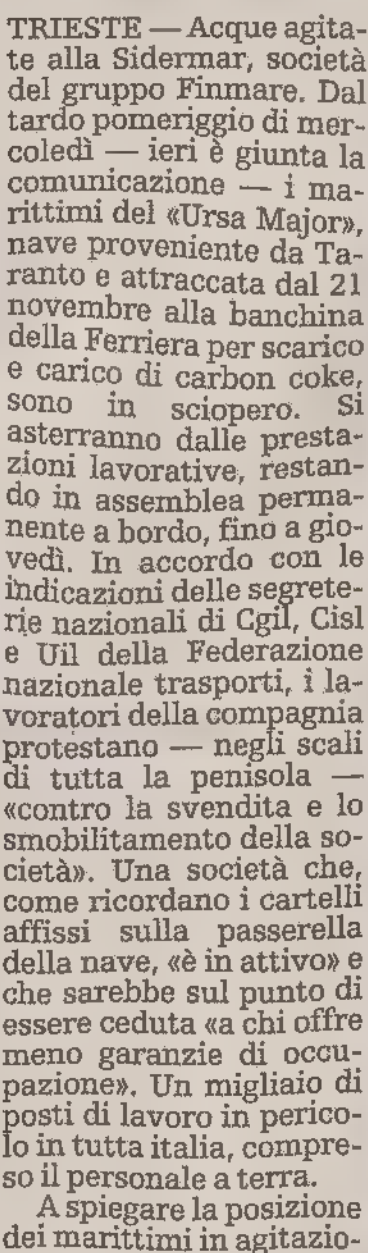 TRIESTE — Acque agita-
te alla Sidermar, società
del gruppo Finmare. Dal
tardo pomeriggio di mer-
coledì — ieri è giunta la
comunicazione — i ma-
rittimi del «Ursa Major»,
nave proveniente da Ta-
ranto e attraccata dal 21
novembre alla banchina
della Ferriera per scarico
e carico di carbon coke,
sono in sciopero. Si
asterranno dalle presta-
zioni lavorative, restan-
do in assemblea perma-
nente a bordo, fino a gio-
vedì. In accordo con le
indicazioni delle segrete-
rie nazionali di Cgil, Cisl
e Uil della Federazione
nazionale trasporti, i la-
voratori della compagnia
protestano — negli scali
di tutta la penisola —
«contro la svendita e lo
smobilitamento della so-
cietà». Una società che,
come ricordano i cartelli
affissi sulla passerella
della nave, «è in attivo» e
che sarebbe sul punto di
essere ceduta «a chi offre
meno garanzie di occu-
pazione». Un migliaio di
posti di lavoro in perico-
lo in tutta italia, compre-
so il personale a terra.
A spiegare la posizione
dei marittimi in agitazio-